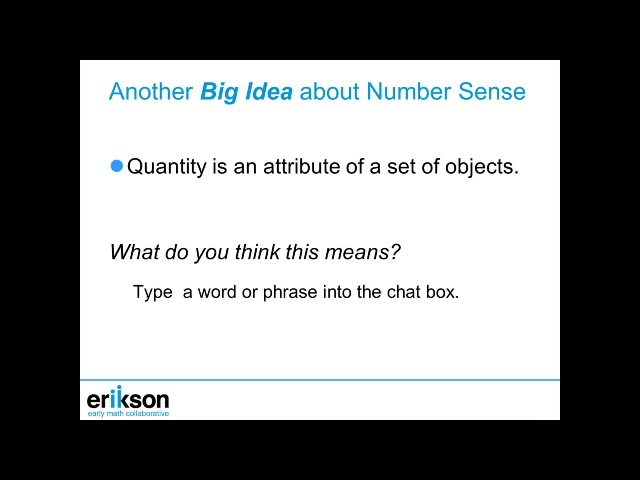 Another Big Idea about Number Sense
Quantity is an attribute of a set of objects.
What do you think this means?
Type a word or phrase into the chat box.
erikson
early math collaborative